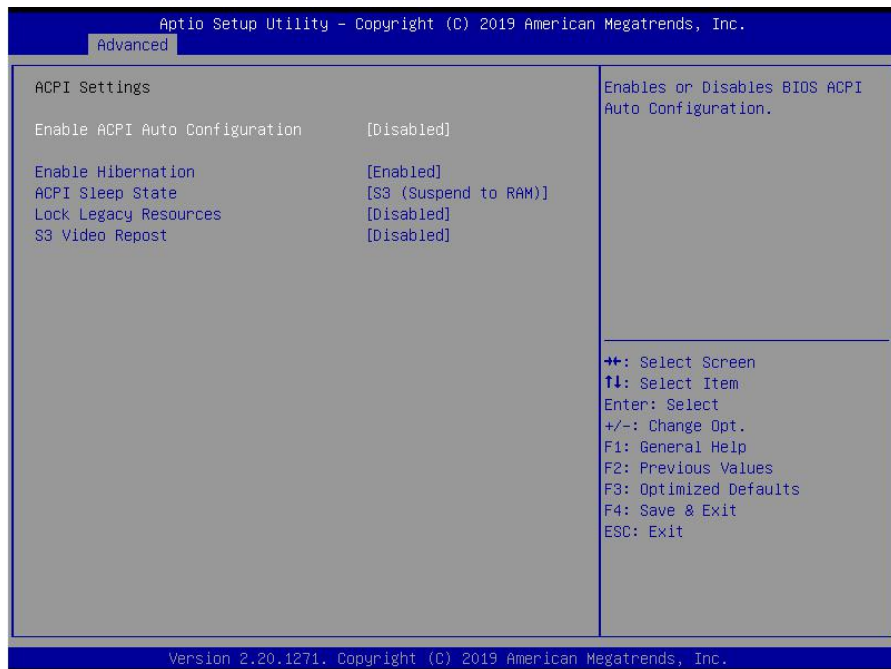 Aptio Setup Utility – Copyright (C) 2019 American Megatrends, Inc.
Advanced
ACPI Settings
Enable ACPI Auto Configuration [Disabled]
Enable Hibernation [Enabled]
ACPI Sleep State [S3 (Suspend to RAM)]
Lock Legacy Resources [Disabled]
S3 Video Repost [Disabled]
Enables or Disables BIOS ACPI
Auto Configuration.
→←: Select Screen
↑↓: Select Item
Enter: Select
+/-: Change Opt.
F1: General Help
F2: Previous Values
F3: Optimized Defaults
F4: Save & Exit
ESC: Exit
Version 2.20.1271. Copyright (C) 2019 American Megatrends, Inc.